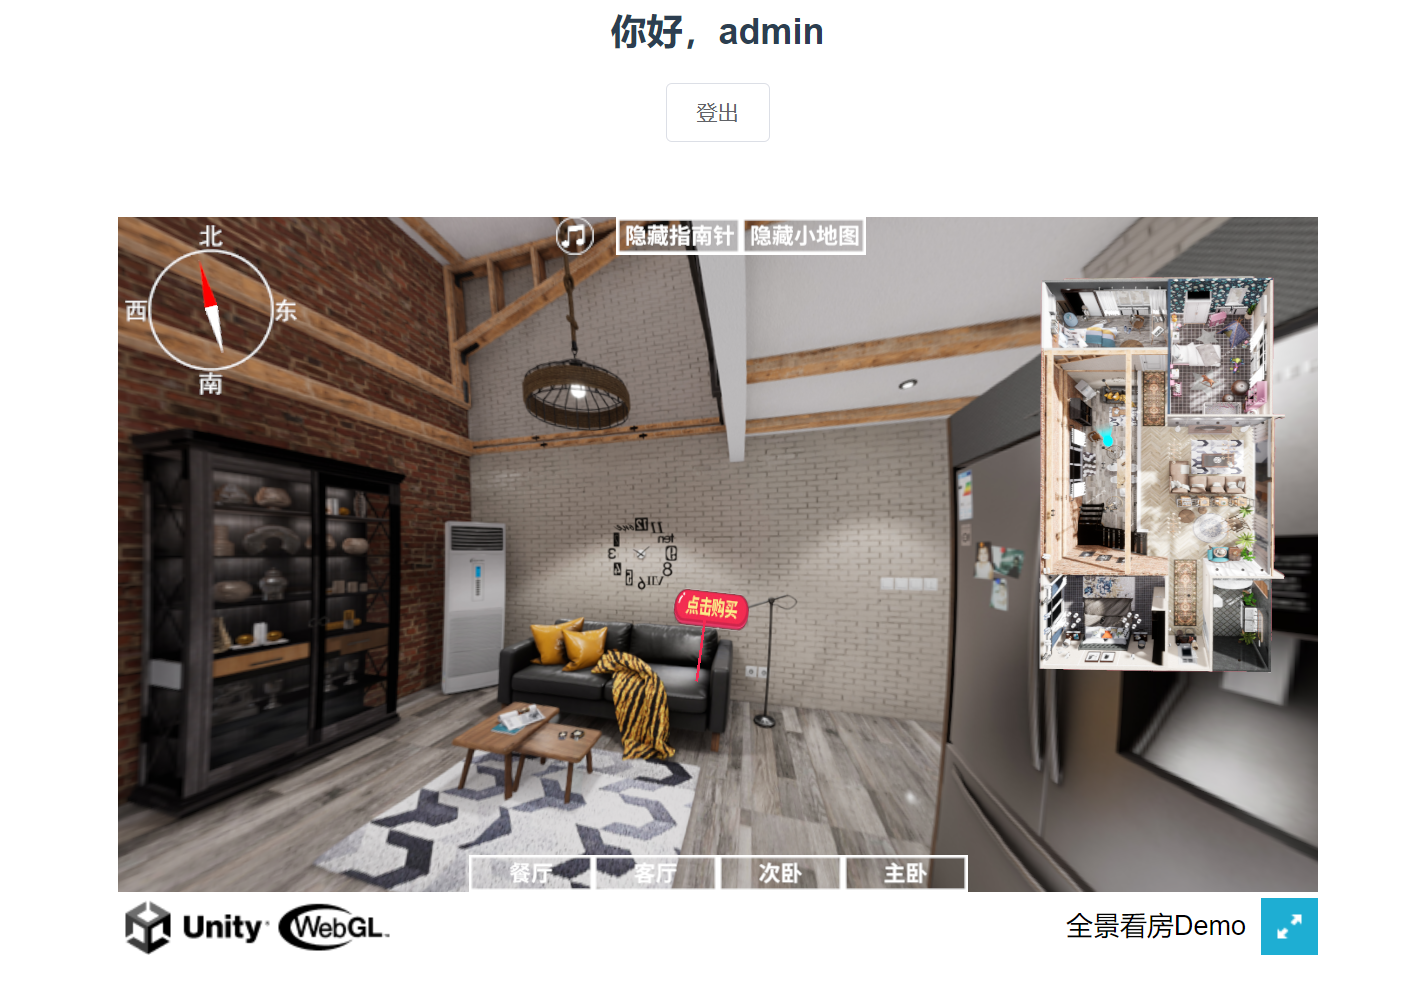 你好，admin
登出
北
西
东
南
隐藏指南针
隐藏小地图
点击购买
餐厅
客厅
次卧
主卧
Unity
WebGL
全景看房Demo